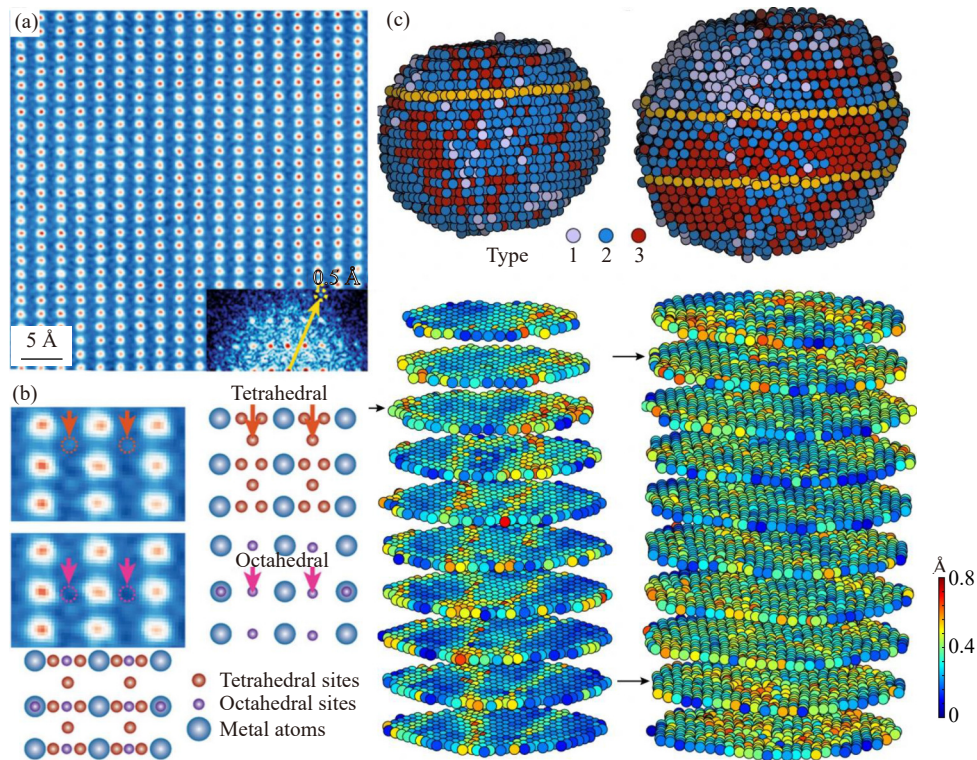 (a)
0.5 Å
5 Å
(b)
Tetrahedral
Octahedral
Tetrahedral sites
Octahedral sites
Metal atoms
(c)
Type 1 2 3
Å
0.8
0.4
0